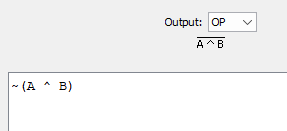 Output: OP
A ^ B
~(A ^ B)